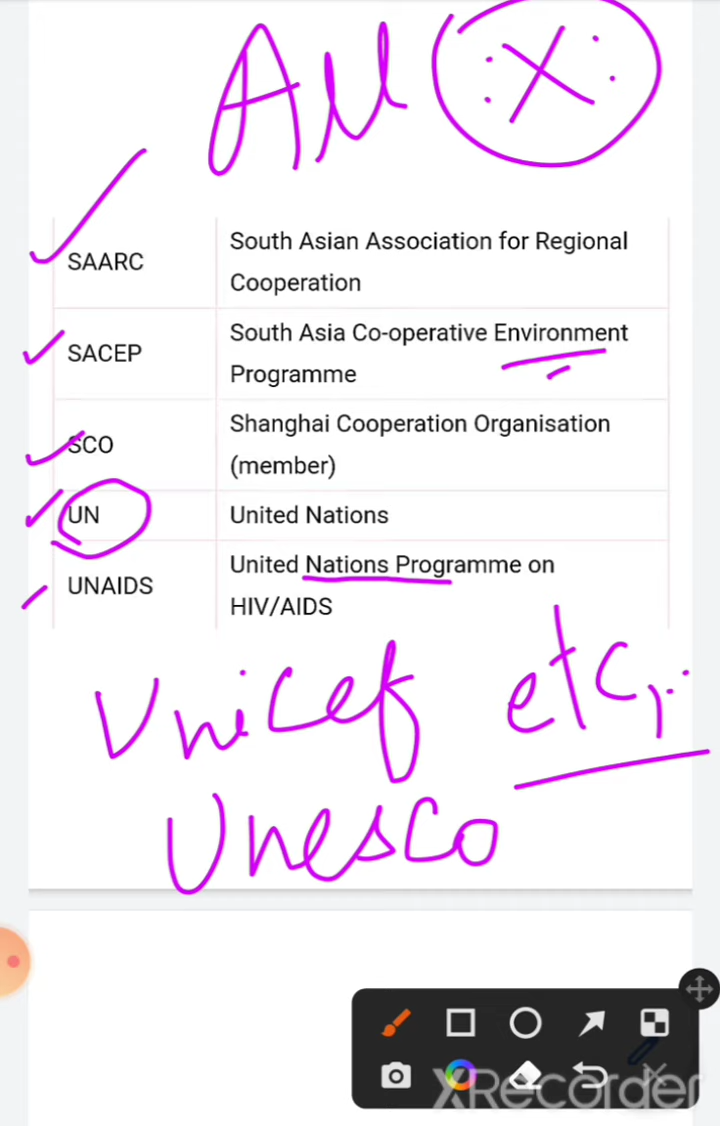 All X
SAARC
South Asian Association for Regional
Cooperation
SACEP
South Asia Co-operative Environment
Programme
SCO
Shanghai Cooperation Organisation
(member)
UN
United Nations
UNAIDS
United Nations Programme on
HIV/AIDS
Unicef etc,..
Unesco
XRecorder